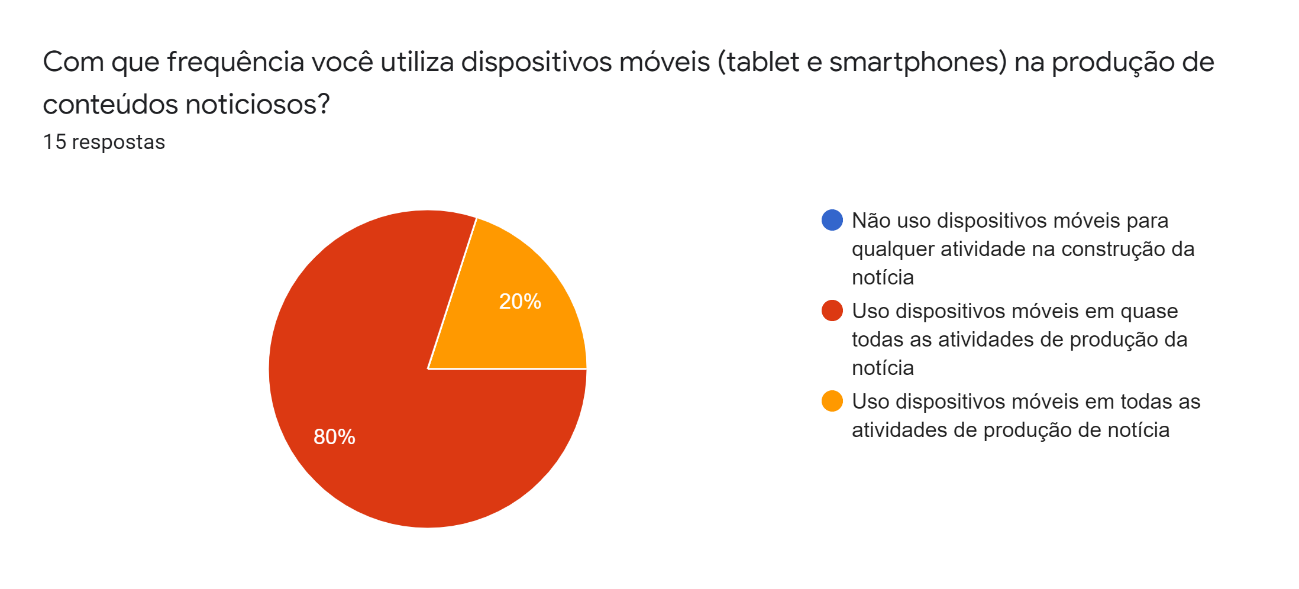 Com que frequência você utiliza dispositivos móveis (tablet e smartphones) na produção de
conteúdos noticiosos?
15 respostas
Não uso dispositivos móveis para
qualquer atividade na construção da
notícia
Uso dispositivos móveis em quase
todas as atividades de produção da
notícia
Uso dispositivos móveis em todas as
atividades de produção de notícia
20%
80%